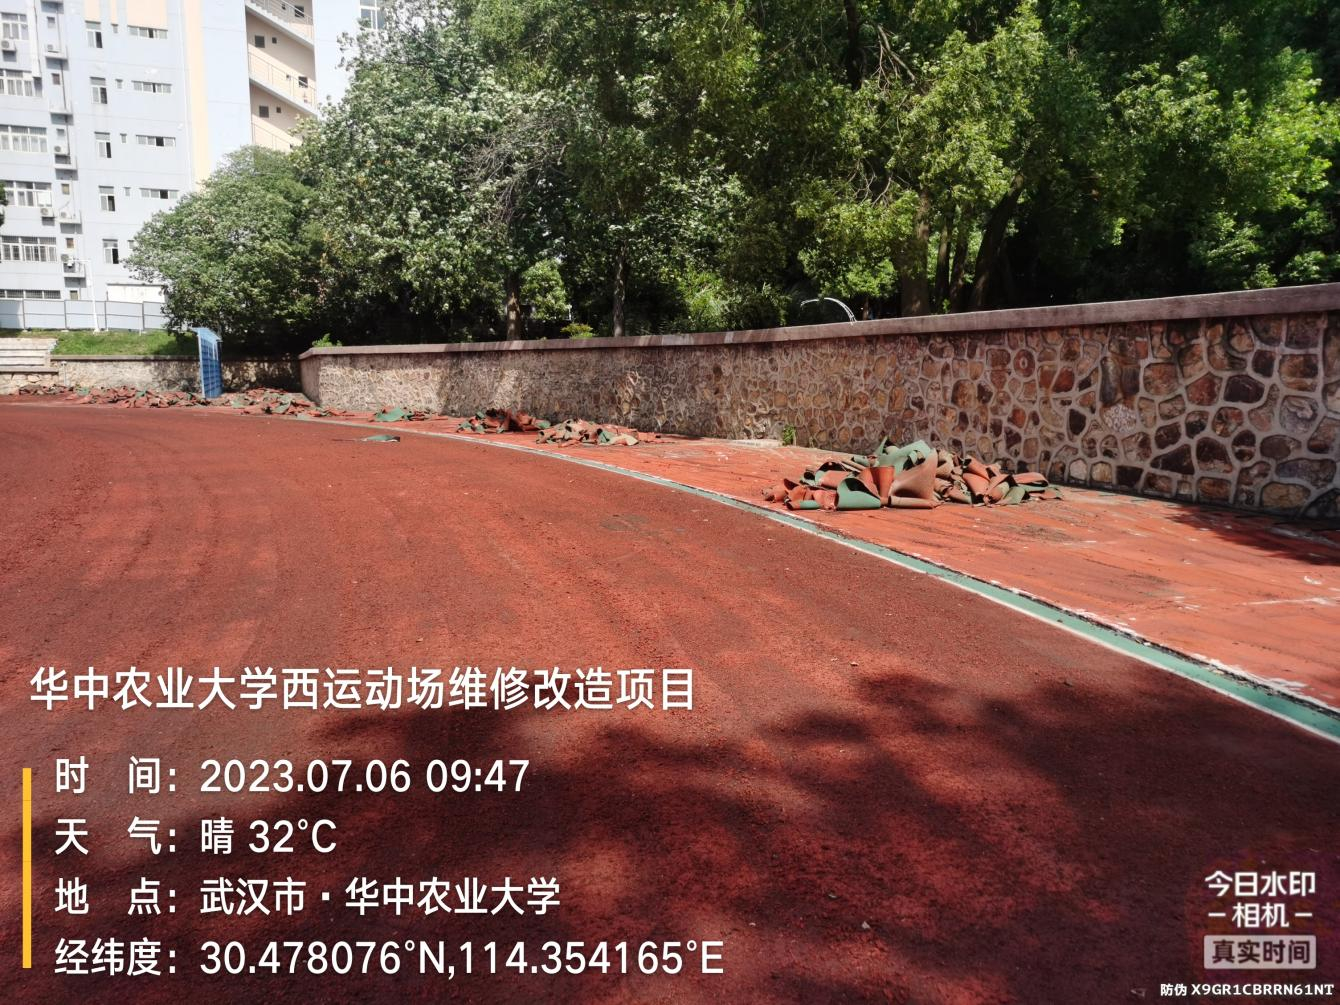 华中农业大学西运动场维修改造项目
时 间：2023.07.06 09:47
天 气：晴 32°C
地 点：武汉市·华中农业大学
经纬度：30.478076°N,114.354165°E
今日水印
-相机-
真实时间
防伪 X9GR1CBRRN61NT